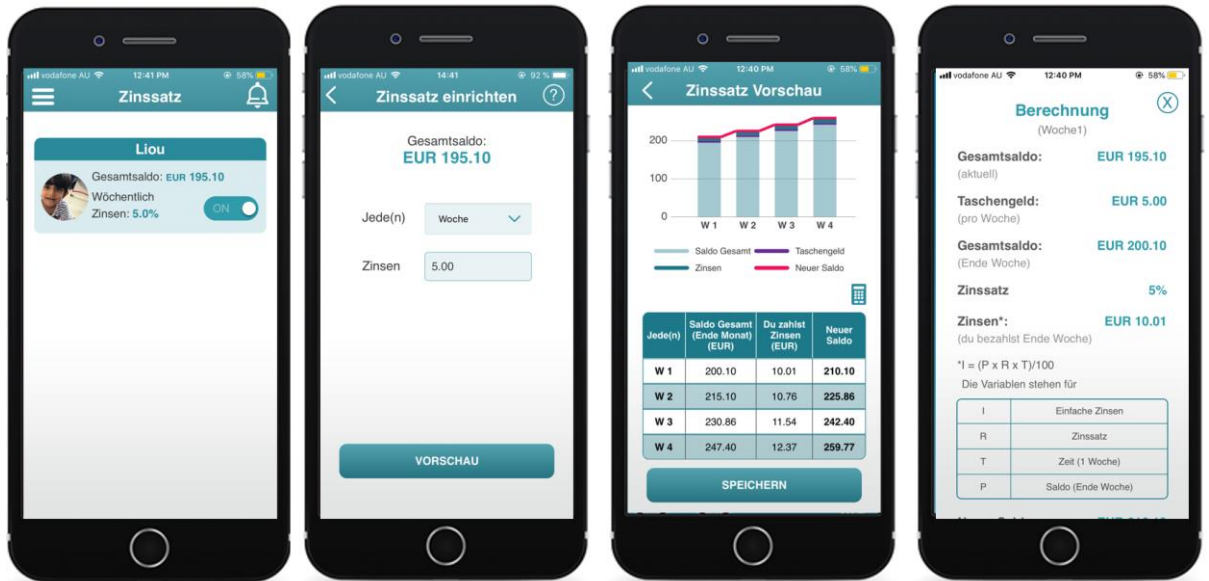 vodafone AU 12:41 PM 58%
Zinssatz
Liou
Gesamtsaldo: EUR 195.10
Wöchentlich
Zinsen: 5.0%
ON
vodafone AU 14:41 92 %
Zinssatz einrichten ?
Gesamtsaldo:
EUR 195.10
Jede(n) Woche
Zinsen 5.00
VORSCHAU
vodafone AU 12:40 PM 58%
Zinssatz Vorschau
200
100
0
W 1 W 2 W 3 W 4
Saldo Gesamt Taschengeld
Zinsen Neuer Saldo
Jede(n) Saldo Gesamt (Ende Monat) (EUR) Du zahlst Zinsen (EUR) Neuer Saldo
W 1 200.10 10.01 210.10
W 2 215.10 10.76 225.86
W 3 230.86 11.54 242.40
W 4 247.40 12.37 259.77
SPEICHERN
vodafone AU 12:40 PM 58%
Berechnung X
(Woche1)
Gesamtsaldo: EUR 195.10
(aktuell)
Taschengeld: EUR 5.00
(pro Woche)
Gesamtsaldo: EUR 200.10
(Ende Woche)
Zinssatz 5%
Zinsen*: EUR 10.01
(du bezahlst Ende Woche)
*I = (P x R x T)/100
Die Variablen stehen für
I Einfache Zinsen
R Zinssatz
T Zeit (1 Woche)
P Saldo (Ende Woche)